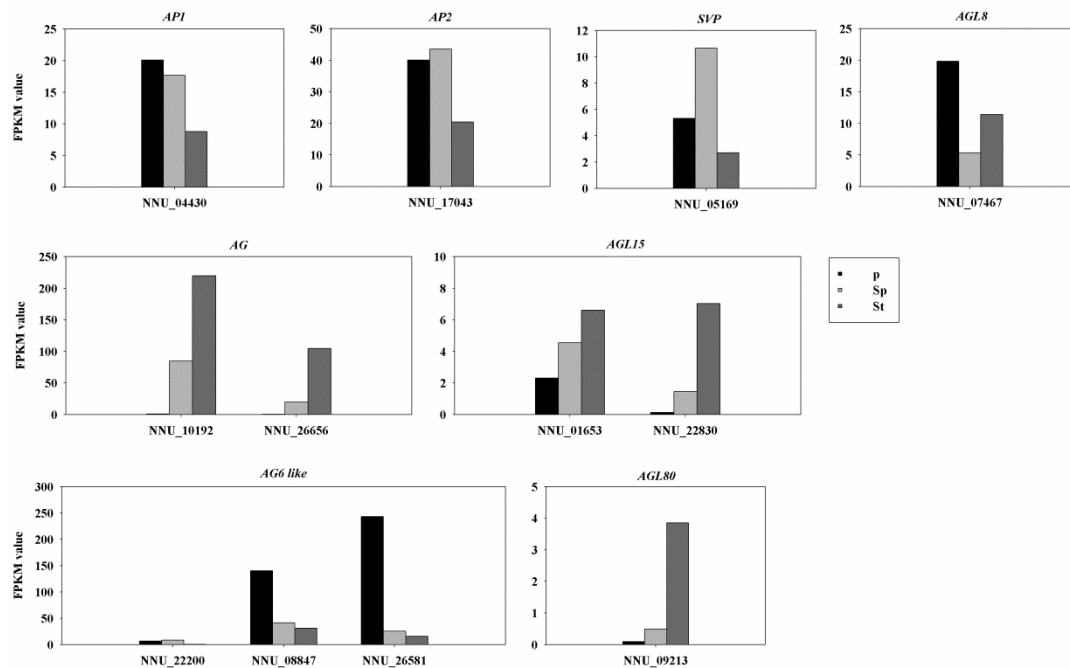 AP1
AP2
SVP
AGL8
FPKM value
25
20
15
10
5
0
NNU_04430
50
40
30
20
10
0
NNU_17043
12
10
8
6
4
2
0
NNU_05169
25
20
15
10
5
0
NNU_07467
AG
AGL15
FPKM value
250
200
150
100
50
0
NNU_10192
NNU_26656
10
8
6
4
2
0
NNU_01653
NNU_22830
p
Sp
St
AG6 like
AGL80
FPKM value
300
250
200
150
100
50
0
NNU_22200
NNU_08847
NNU_26581
5
4
3
2
1
0
NNU_09213